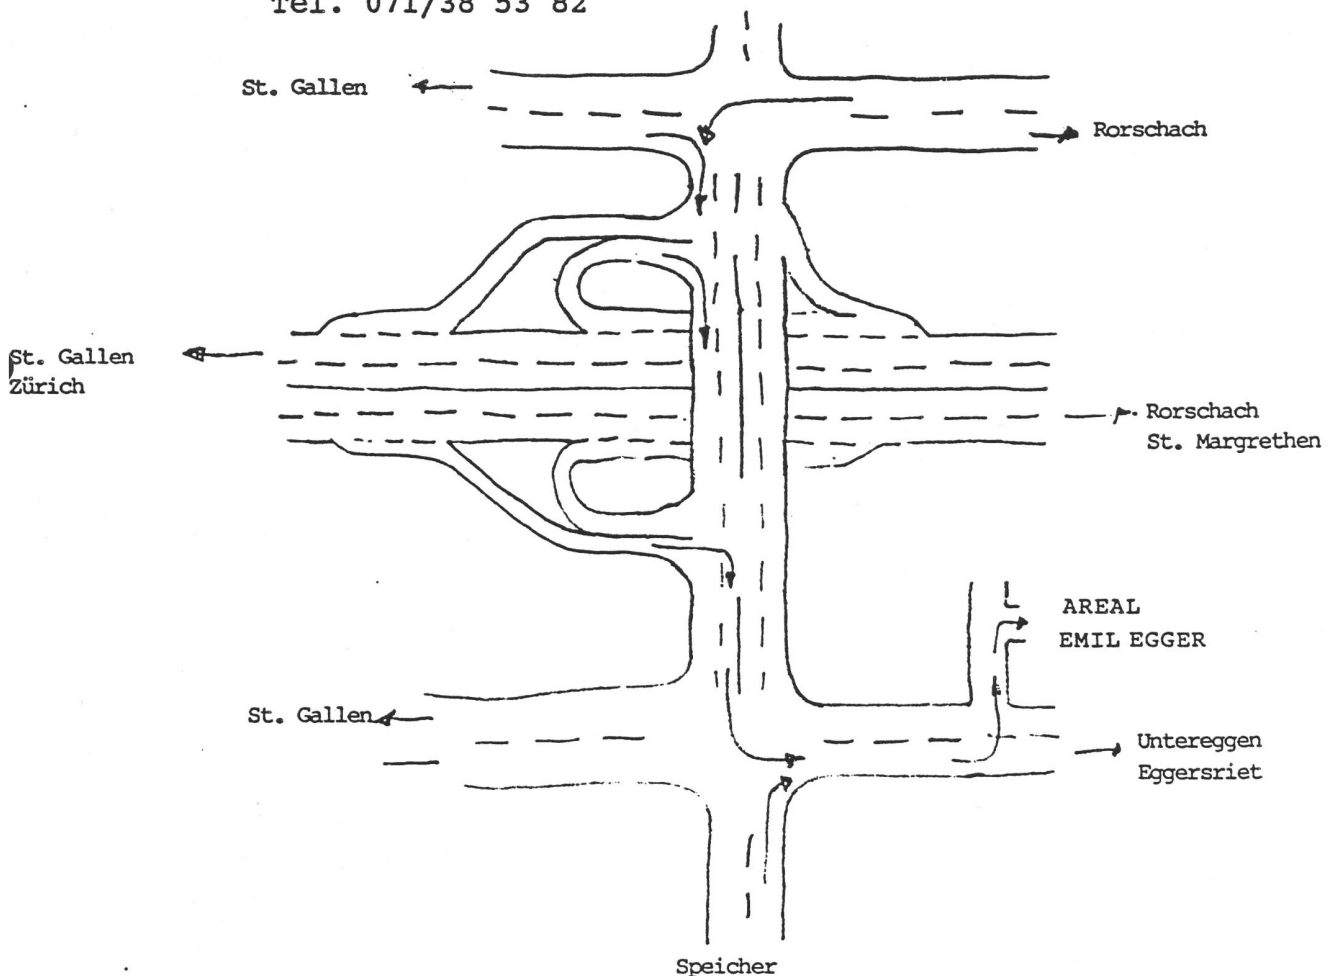 Tel. 071/38 53 82
St. Gallen
Rorschach
St. Gallen
Zürich
Rorschach
St. Margrethen
AREAL
EMIL EGGER
St. Gallen
Untereggen
Eggersriet
Speicher